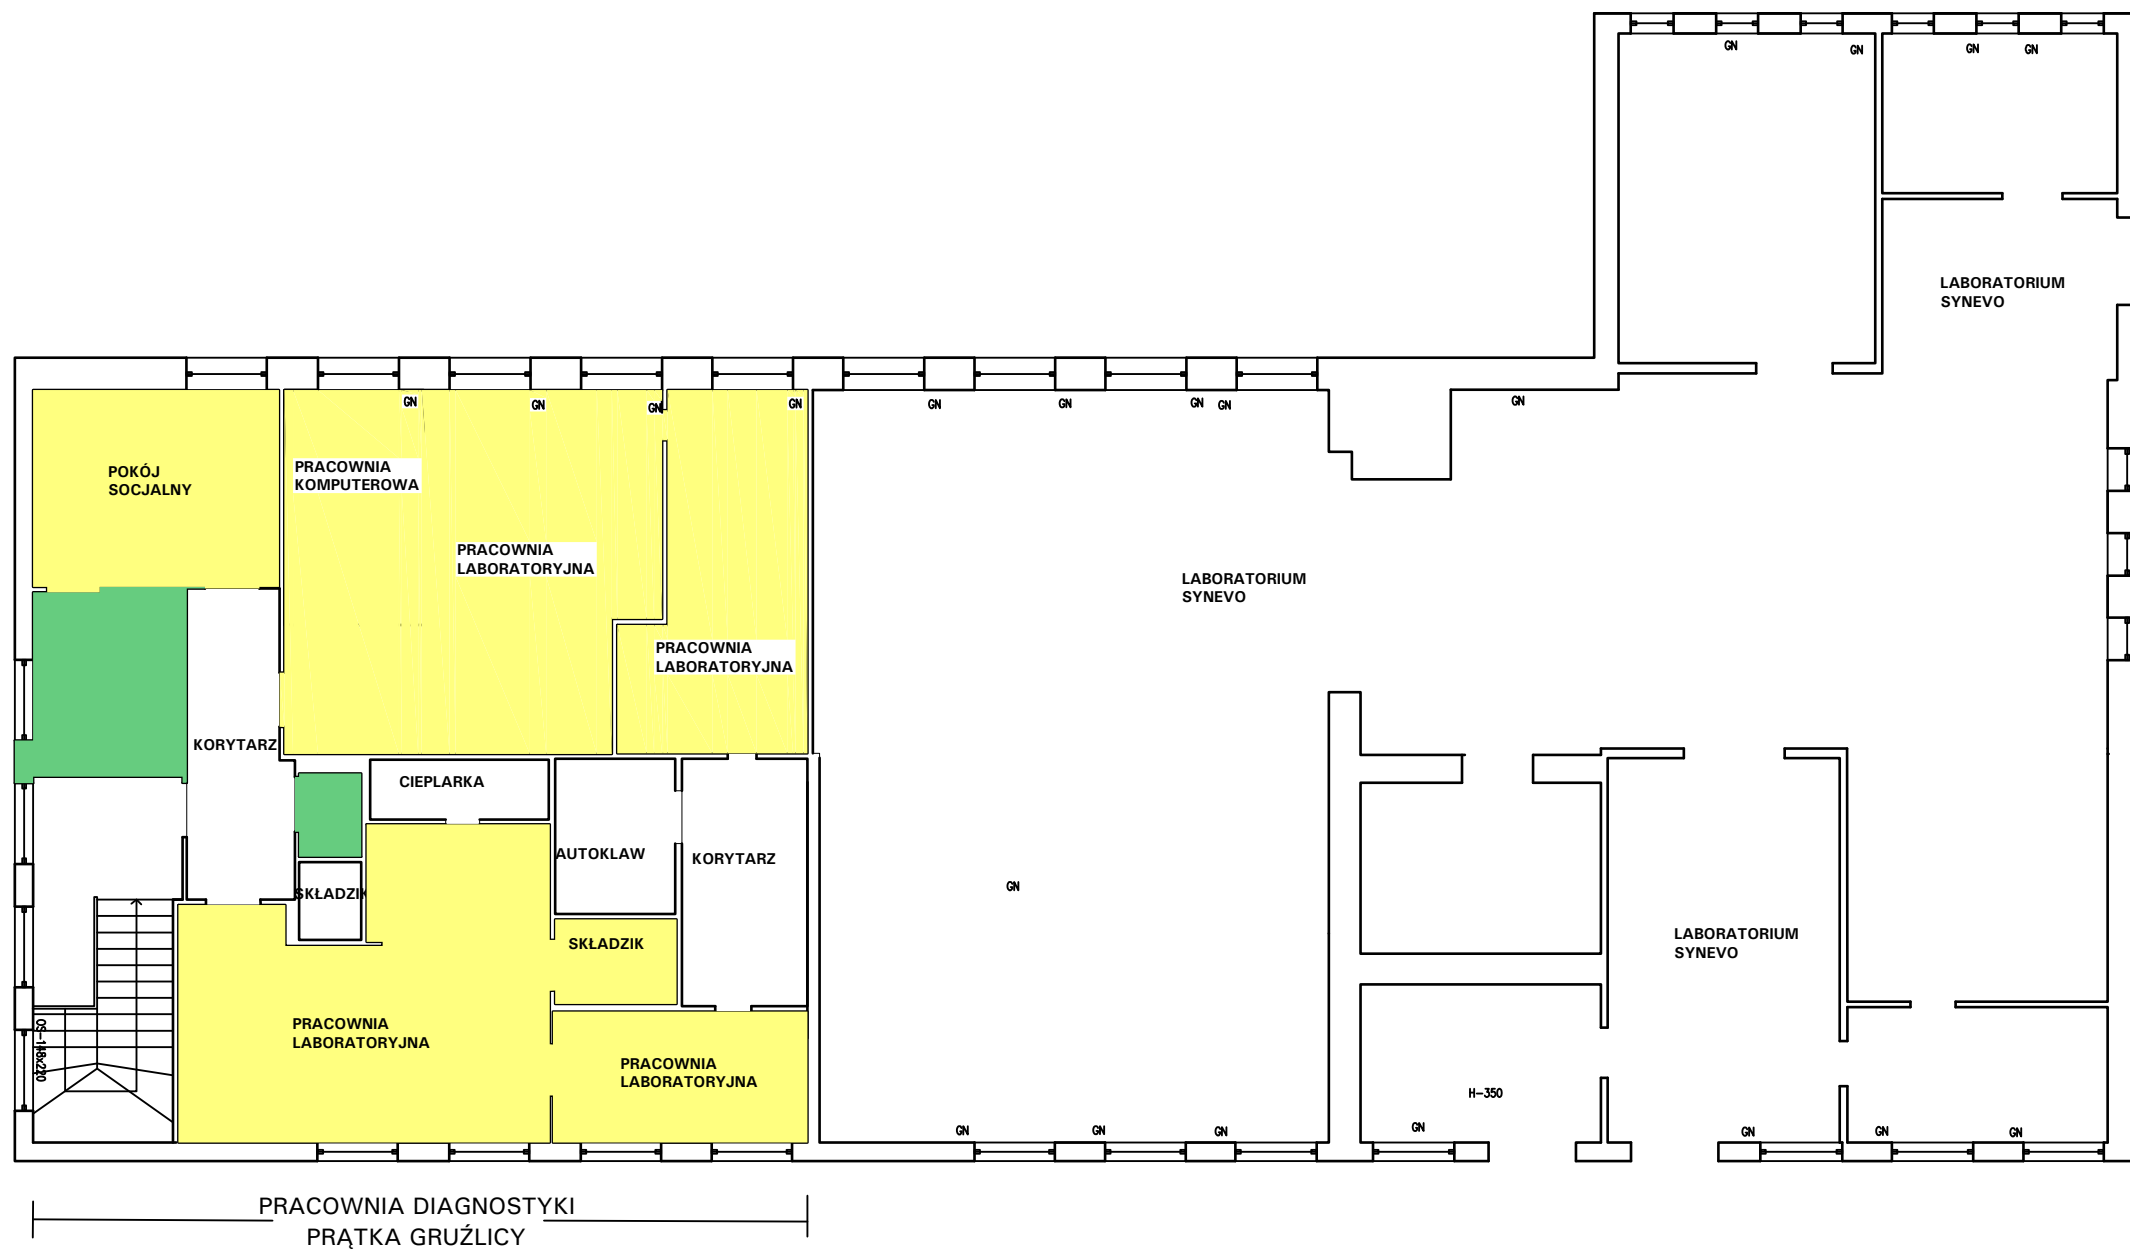 GN
GN
GN
GN
LABORATORIUM
SYNEVO
GN
GN
GN
GN
GN
GN
GN
GN
GN
POKÓJ
SOCJALNY
PRACOWNIA
KOMPUTEROWA
PRACOWNIA
LABORATORYJNA
LABORATORIUM
SYNEVO
PRACOWNIA
LABORATORYJNA
KORYTARZ
CIEPLARKA
AUTOKLAW
KORYTARZ
SKŁADZIK
GN
SKŁADZIK
LABORATORIUM
SYNEVO
PRACOWNIA
LABORATORYJNA
OS-148x220
PRACOWNIA
LABORATORYJNA
H-350
GN
GN
GN
GN
GN
GN
GN
PRACOWNIA DIAGNOSTYKI
PRĄTKA GRUŹLICY